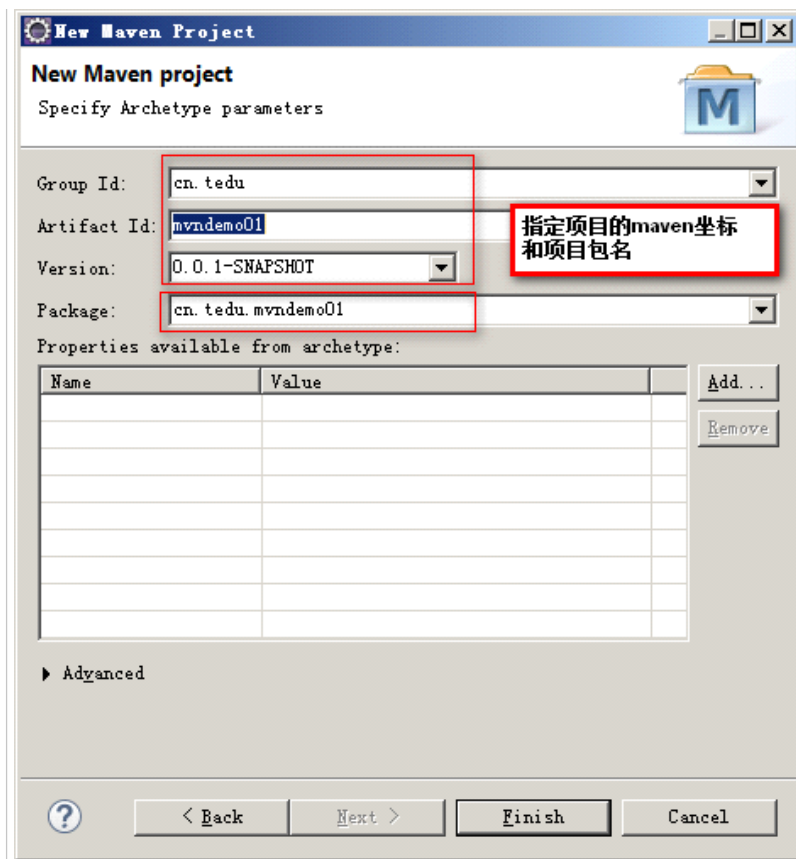 New Maven Project
New Maven project
Specify Archetype parameters
M
Group Id: cn.tedu
Artifact Id: mvndemo01
指定项目的maven坐标
和项目包名
Version: 0.0.1-SNAPSHOT
Package: cn.tedu.mvndemo01
Properties available from archetype:
Name Value
Add...
Remove
Advanced
? < Back Next > Finish Cancel